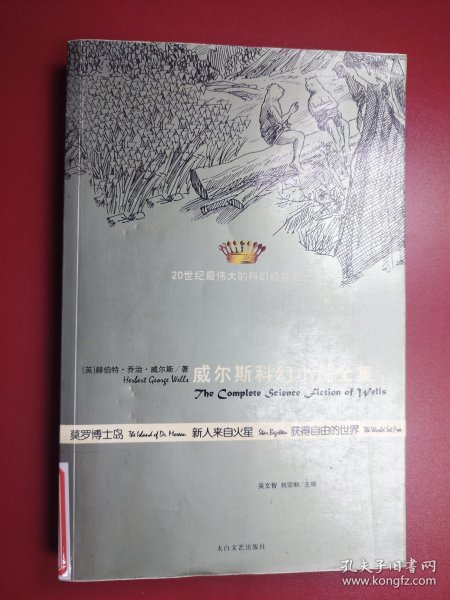 20世纪最伟大的科幻经典之
[英]赫伯特·乔治·威尔斯/著
Herbert George Wells
威尔斯科幻小说全集
The Complete Science Fiction of Wells
莫罗博士岛 The Island of Dr. Moreau 新人来自火星 Star Begotten 获得自由的世界 The World Set Free
吴文智 刘宗和 主编
太白文艺出版社
孔夫子旧书网
www.kongfz.com